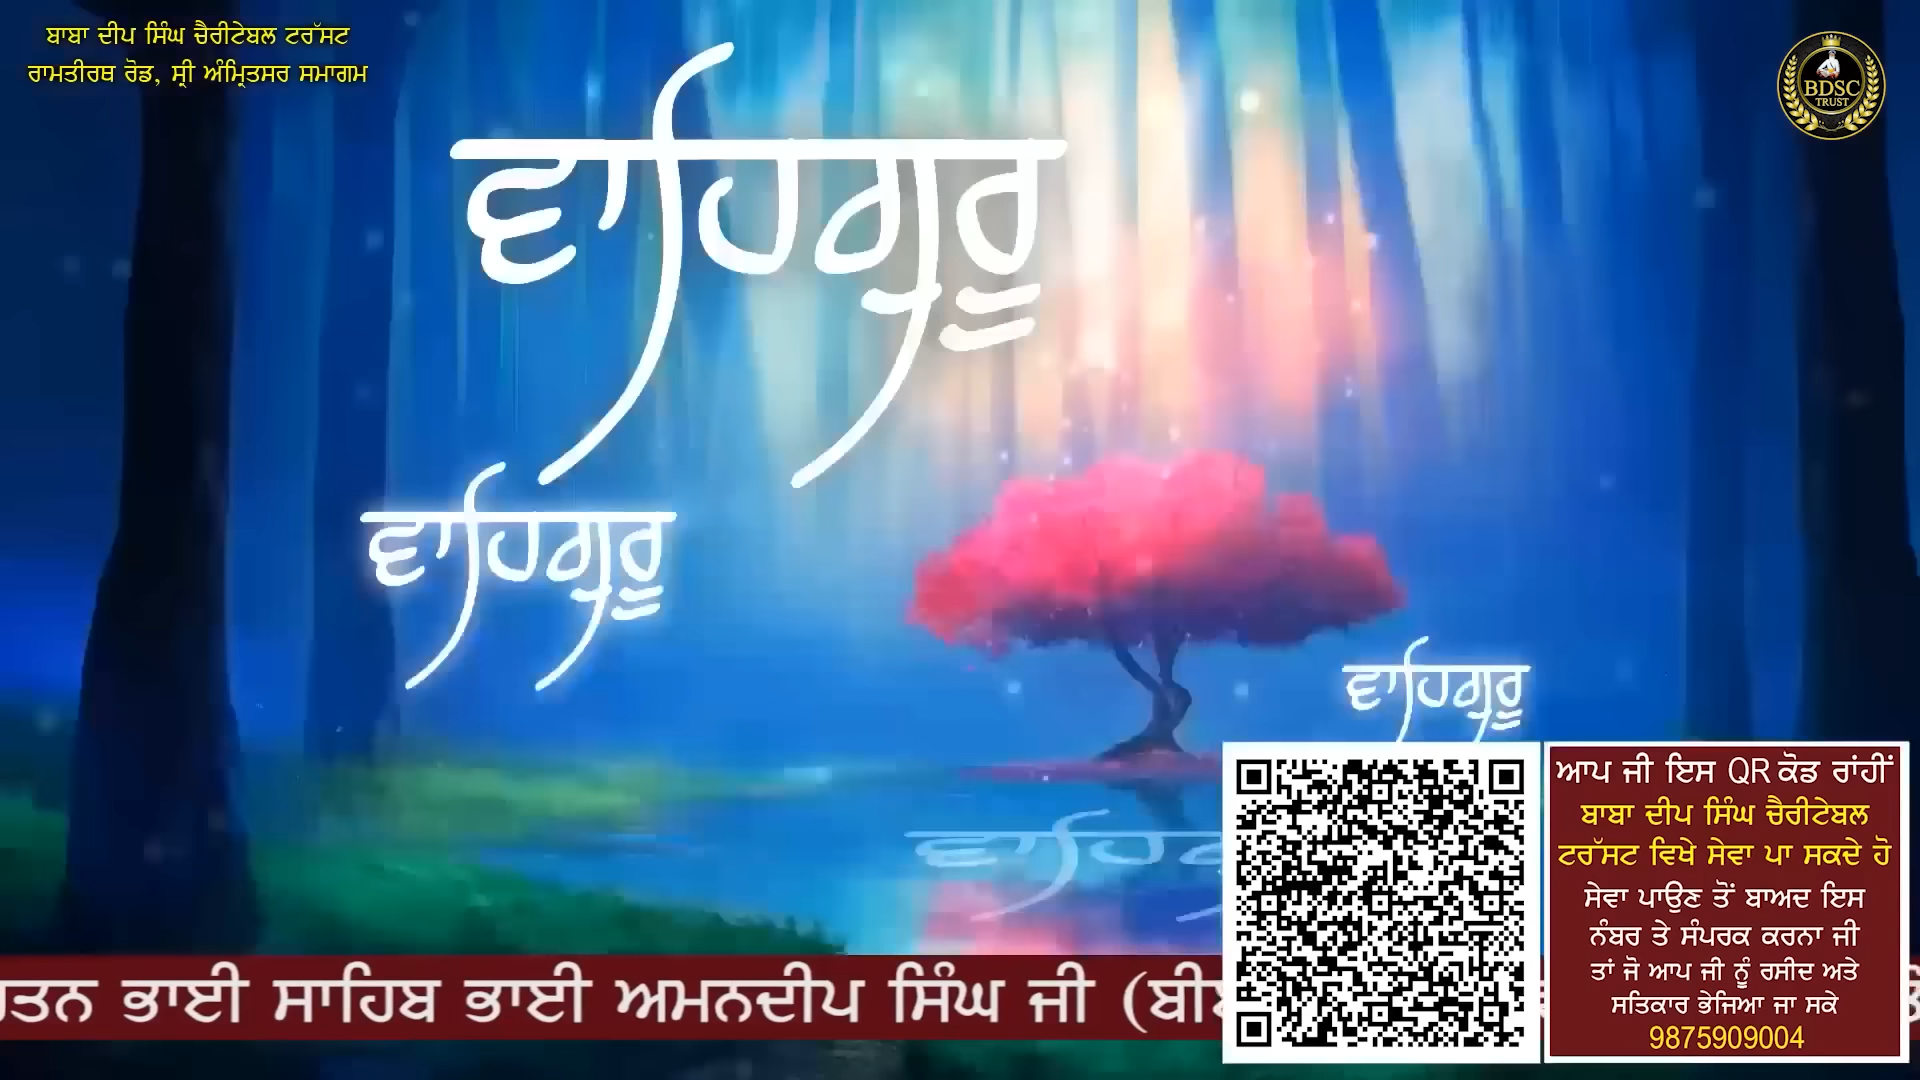 ਬਾਬਾ ਦੀਪ ਸਿੰਘ ਚੈਰੀਟੇਬਲ ਟਰੱਸਟ
ਰਾਮਤੀਰਥ ਰੋਡ, ਸ੍ਰੀ ਅੰਮ੍ਰਿਤਸਰ ਸਮਾਗਮ
BDSC
TRUST
ਵਾਹਿਗੁਰੂ
ਵਾਹਿਗੁਰੂ
ਵਾਹਿਗੁਰੂ
ਆਪ ਜੀ ਇਸ QR ਕੋਡ ਰਾਂਹੀਂ
ਬਾਬਾ ਦੀਪ ਸਿੰਘ ਚੈਰੀਟੇਬਲ
ਟਰੱਸਟ ਵਿਖੇ ਸੇਵਾ ਪਾ ਸਕਦੇ ਹੋ
ਸੇਵਾ ਪਾਉਣ ਤੋਂ ਬਾਅਦ ਇਸ
ਨੰਬਰ ਤੇ ਸੰਪਰਕ ਕਰਨਾ ਜੀ
ਤਾਂ ਜੋ ਆਪ ਜੀ ਨੂੰ ਰਸੀਦ ਅਤੇ
ਸਤਿਕਾਰ ਭੇਜਿਆ ਜਾ ਸਕੇ
9875909004
ਭਾਈ ਸਾਹਿਬ ਭਾਈ ਅਮਨਦੀਪ ਸਿੰਘ ਜੀ